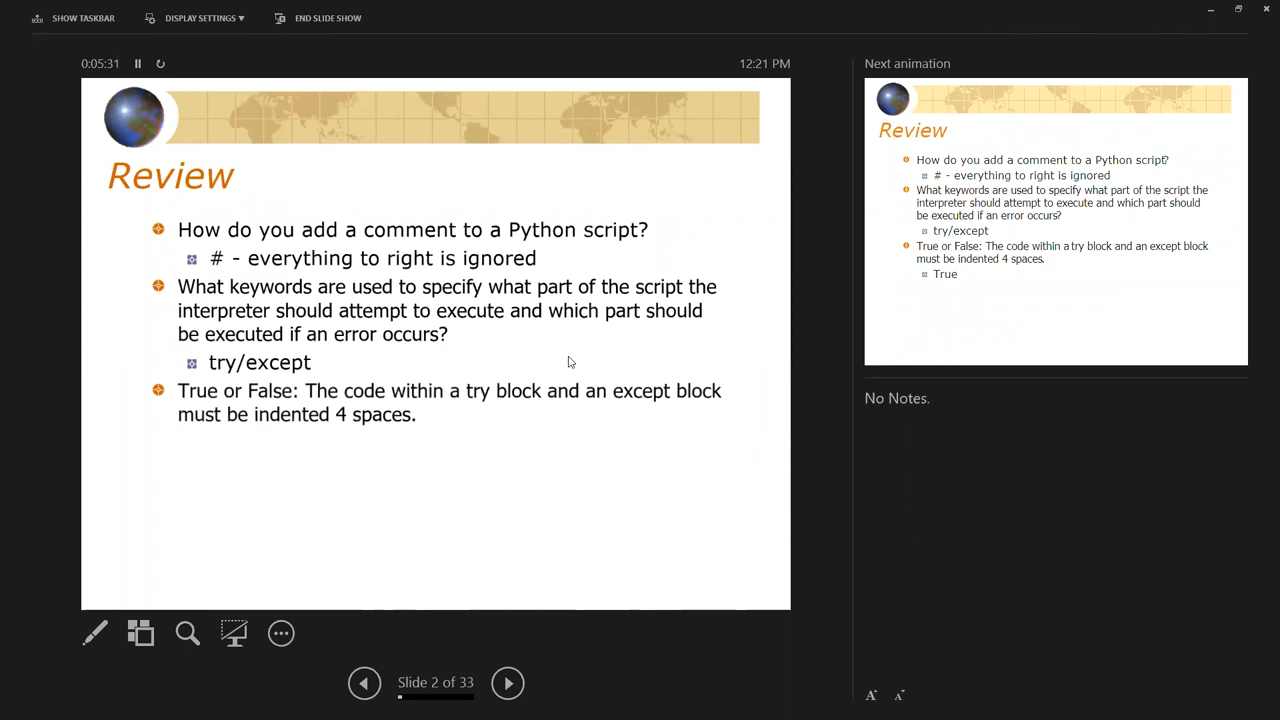 SHOW TASKBAR
DISPLAY SETTINGS ▼
END SLIDE SHOW
0:05:31
12:21 PM
Review
How do you add a comment to a Python script?
# - everything to right is ignored
What keywords are used to specify what part of the script the
interpreter should attempt to execute and which part should
be executed if an error occurs?
try/except
True or False: The code within a try block and an except block
must be indented 4 spaces.
Slide 2 of 33
Next animation
Review
How do you add a comment to a Python script?
# - everything to right is ignored
What keywords are used to specify what part of the script the
interpreter should attempt to execute and which part should
be executed if an error occurs?
try/except
True or False: The code within a try block and an except block
must be indented 4 spaces.
True
No Notes.
A A